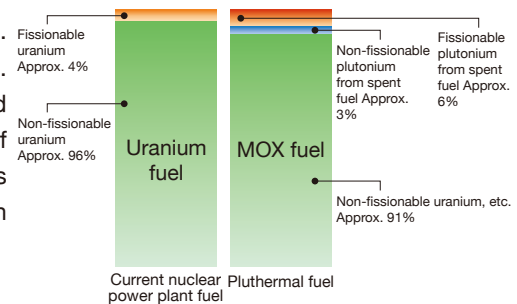 .
.
d
f
s
n
Fissionable
uranium
Approx. 4%
Non-fissionable
uranium
Approx. 96%
Uranium
fuel
Current nuclear
power plant fuel
MOX fuel
Pluthermal fuel
Non-fissionable
plutonium
from spent
fuel Approx.
3%
Fissionable
plutonium
from spent
fuel Approx.
6%
Non-fissionable uranium, etc.
Approx. 91%